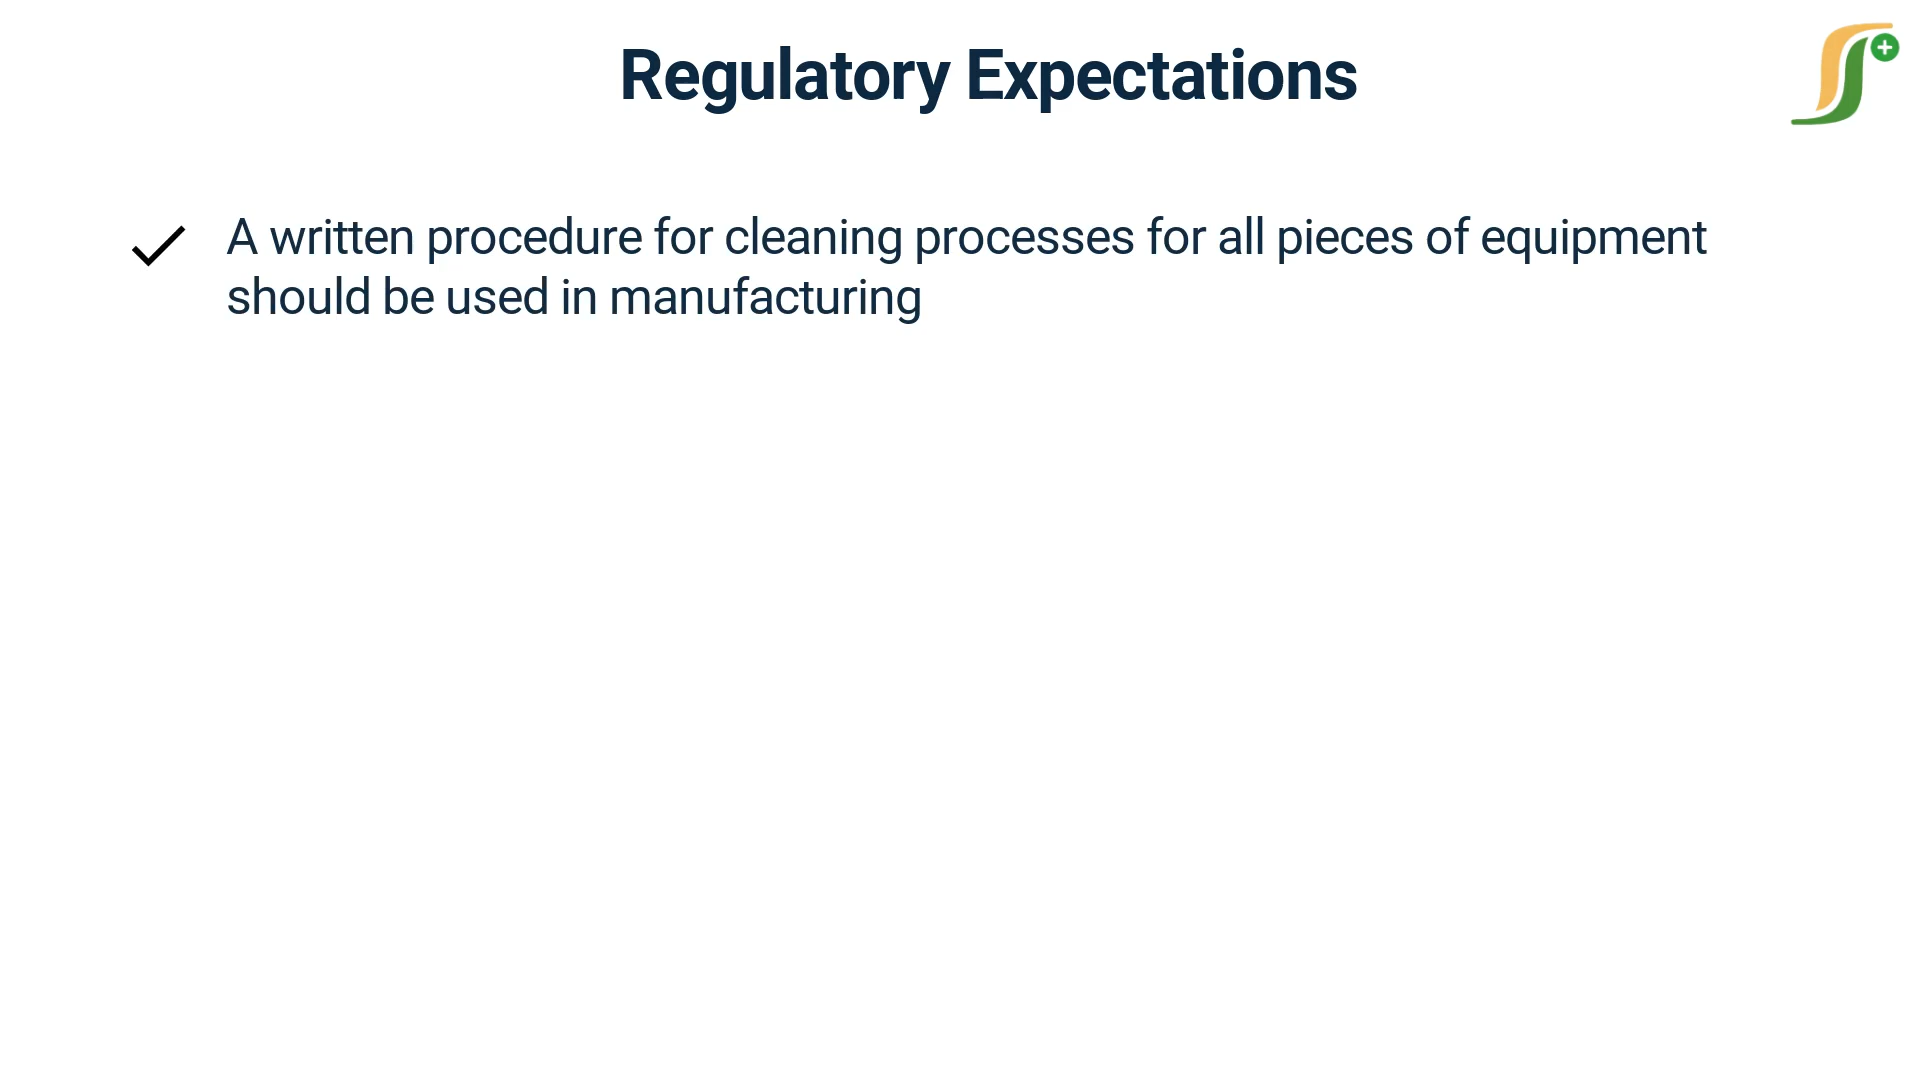 Regulatory Expectations
A written procedure for cleaning processes for all pieces of equipment
should be used in manufacturing